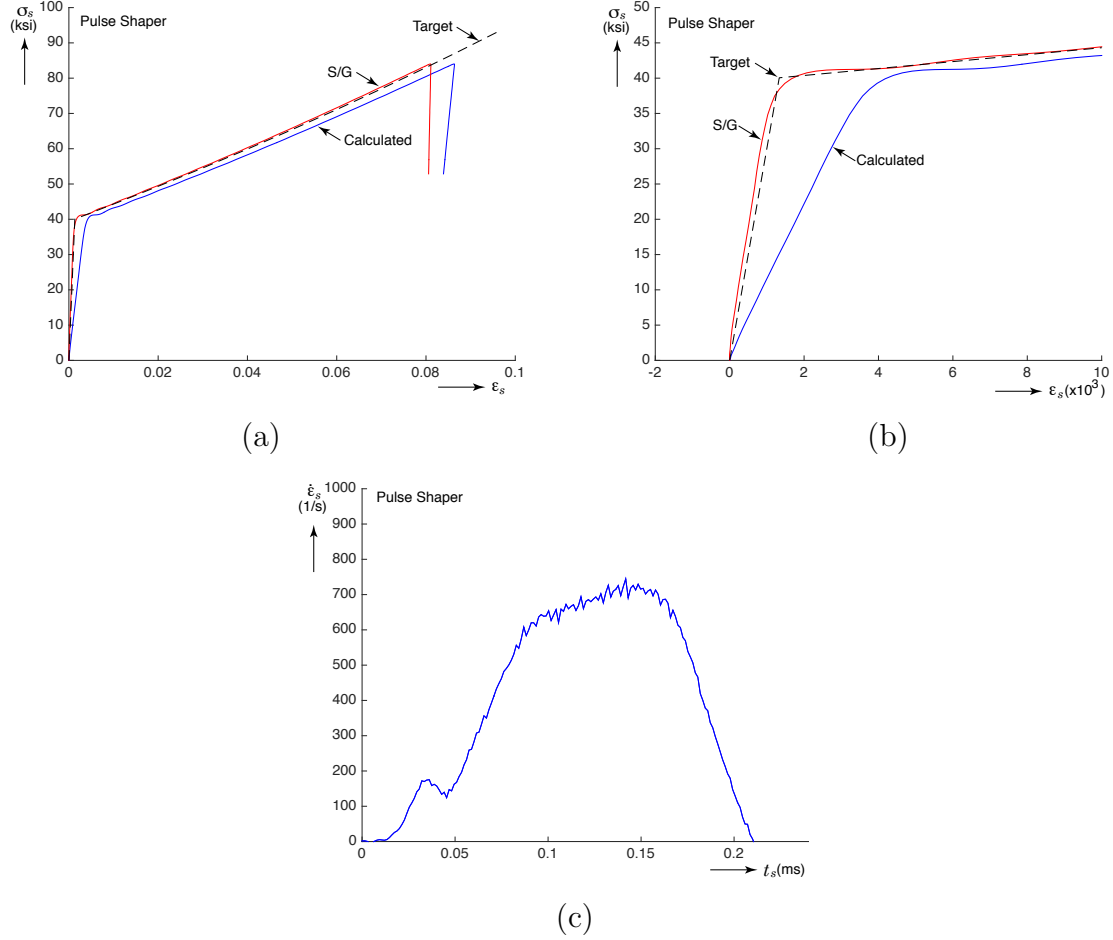 σs
(ksi)
Pulse Shaper
100
90
80
70
60
50
40
30
20
10
0
Target
S/G
Calculated
0
0.02
0.04
0.06
0.08
0.1
εs
(a)
σs
(ksi)
Pulse Shaper
50
45
40
35
30
25
20
15
10
5
0
Target
S/G
Calculated
-2
0
2
4
6
8
10
εs(x10³)
(b)
ε̇s
(1/s)
Pulse Shaper
1000
900
800
700
600
500
400
300
200
100
0
0
0.05
0.1
0.15
0.2
ts(ms)
(c)